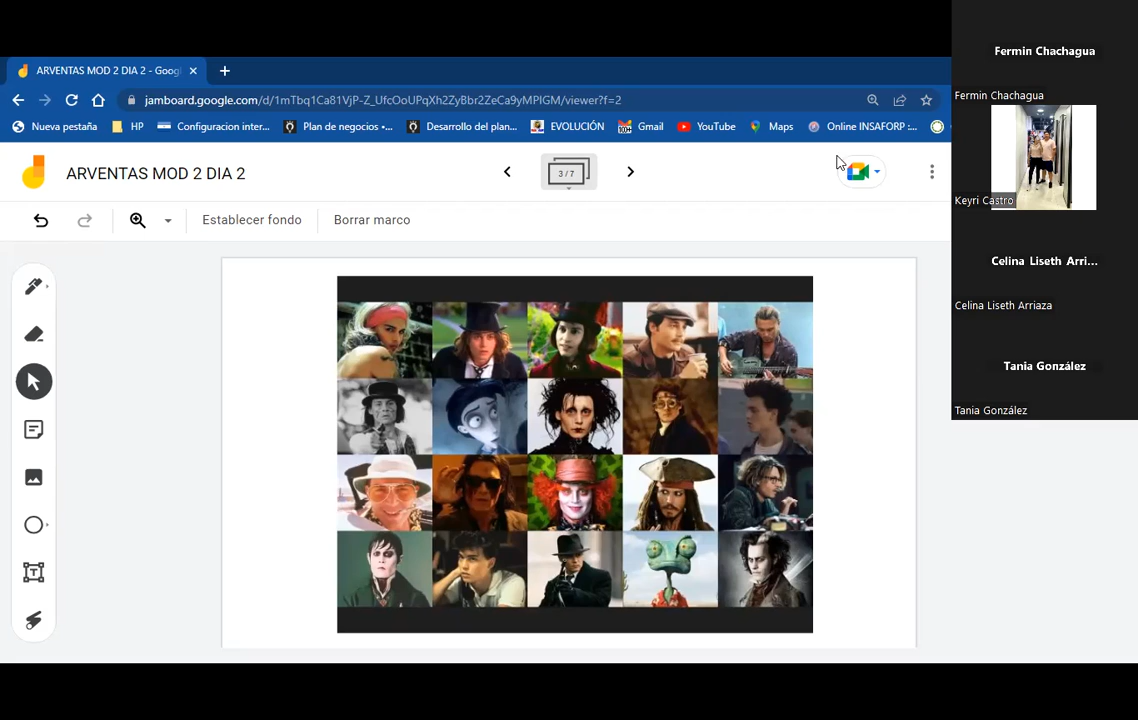 ARVENTAS MOD 2 DIA 2 - Goog
jamboard.google.com/d/1mTbq1Ca81VjP-Z_UfcOoUPqXh2ZyBbr2ZeCa9yMPIGM/viewer?f=2
Nueva pestaña
HP
Configuracion inter...
Plan de negocios •...
Desarrollo del plan...
EVOLUCIÓN
Gmail
YouTube
Maps
Online INSAFORP :...
ARVENTAS MOD 2 DIA 2
3 / 7
Establecer fondo
Borrar marco
Fermin Chachagua
Fermin Chachagua
Keyri Castro
Celina Liseth Arri...
Celina Liseth Arriaza
Tania González
Tania González